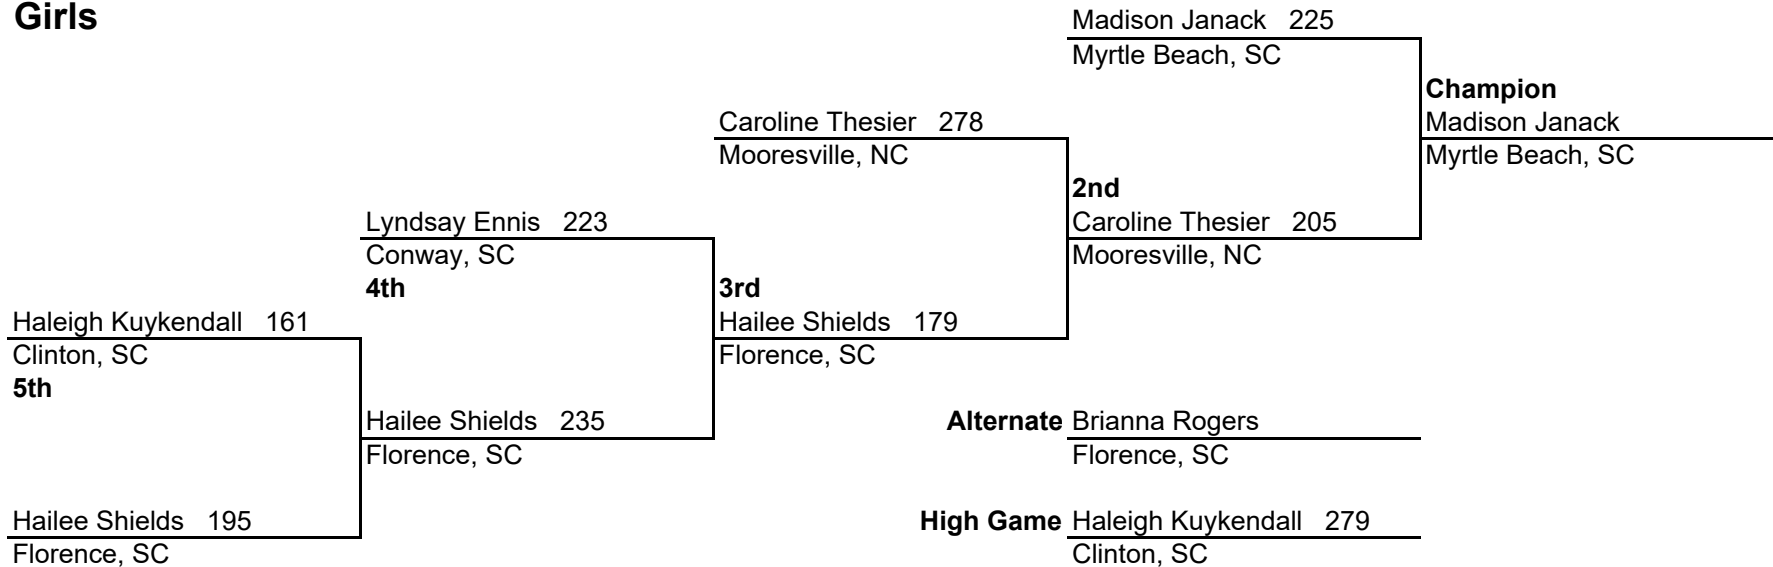 Girls
Madison Janack 225
Myrtle Beach, SC
Champion
Caroline Thesier 278
Madison Janack
Mooresville, NC
Myrtle Beach, SC
2nd
Lyndsay Ennis 223
Caroline Thesier 205
Conway, SC
Mooresville, NC
4th
3rd
Haleigh Kuykendall 161
Hailee Shields 179
Clinton, SC
Florence, SC
5th
Hailee Shields 235
Alternate Brianna Rogers
Florence, SC
Florence, SC
Hailee Shields 195
High Game Haleigh Kuykendall 279
Florence, SC
Clinton, SC